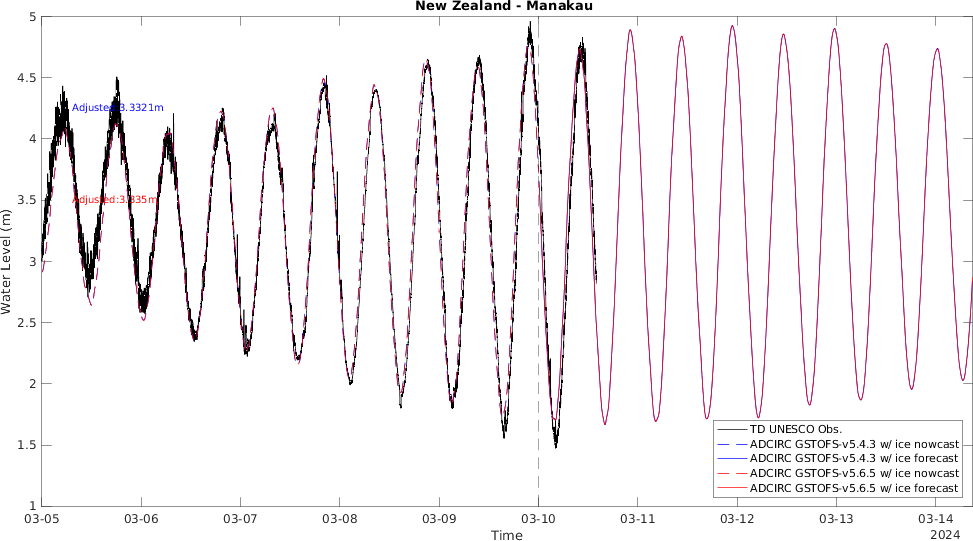 New Zealand - Manakau
5
4.5
4
3.5
3
2.5
2
1.5
1
Water Level (m)
Adjusted:3.3321m
Adjusted:3.335m
TD UNESCO Obs.
ADCIRC GSTOFS-v5.4.3 w/ ice nowcast
ADCIRC GSTOFS-v5.4.3 w/ ice forecast
ADCIRC GSTOFS-v5.6.5 w/ ice nowcast
ADCIRC GSTOFS-v5.6.5 w/ ice forecast
03-05 03-06 03-07 03-08 03-09 03-10 03-11 03-12 03-13 03-14
Time
2024